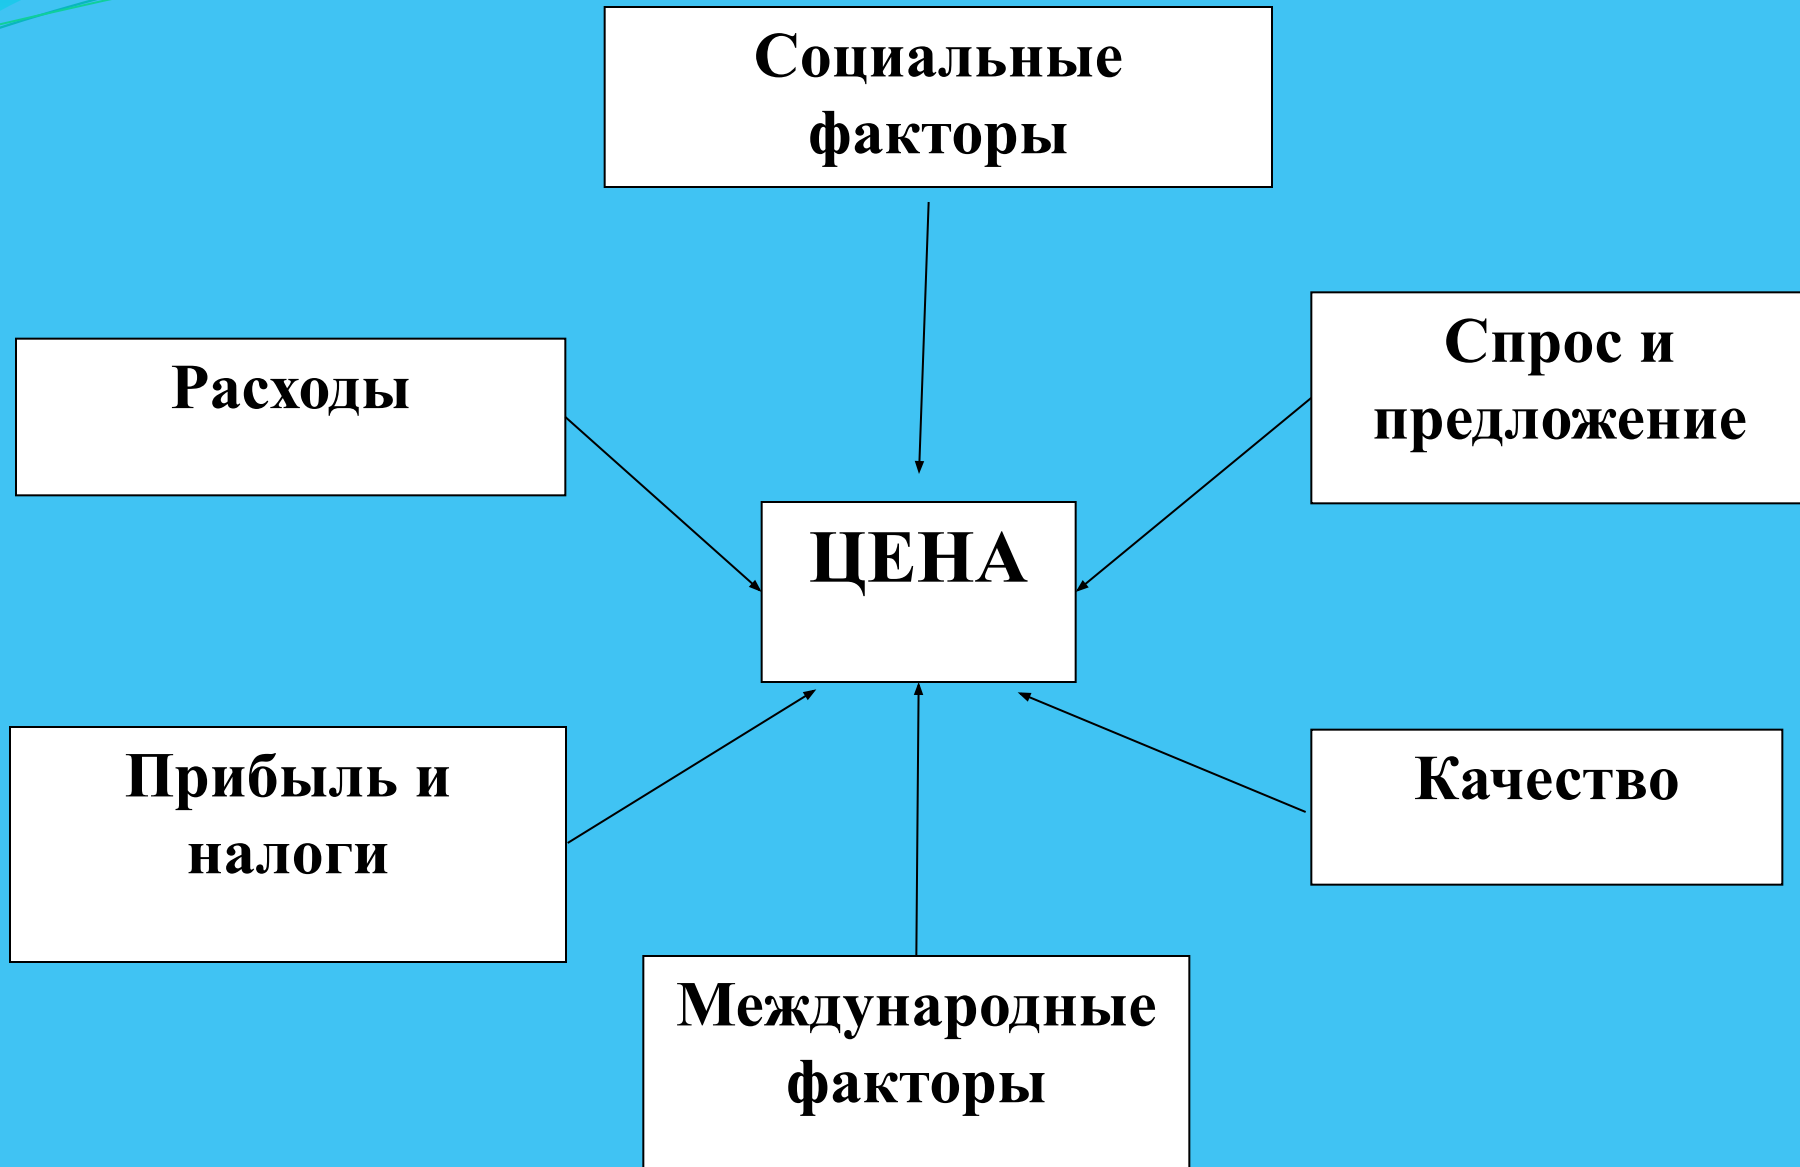 Социальные
факторы
Расходы
Спрос и
предложение
ЦЕНА
Прибыль и
налоги
Качество
Международные
факторы